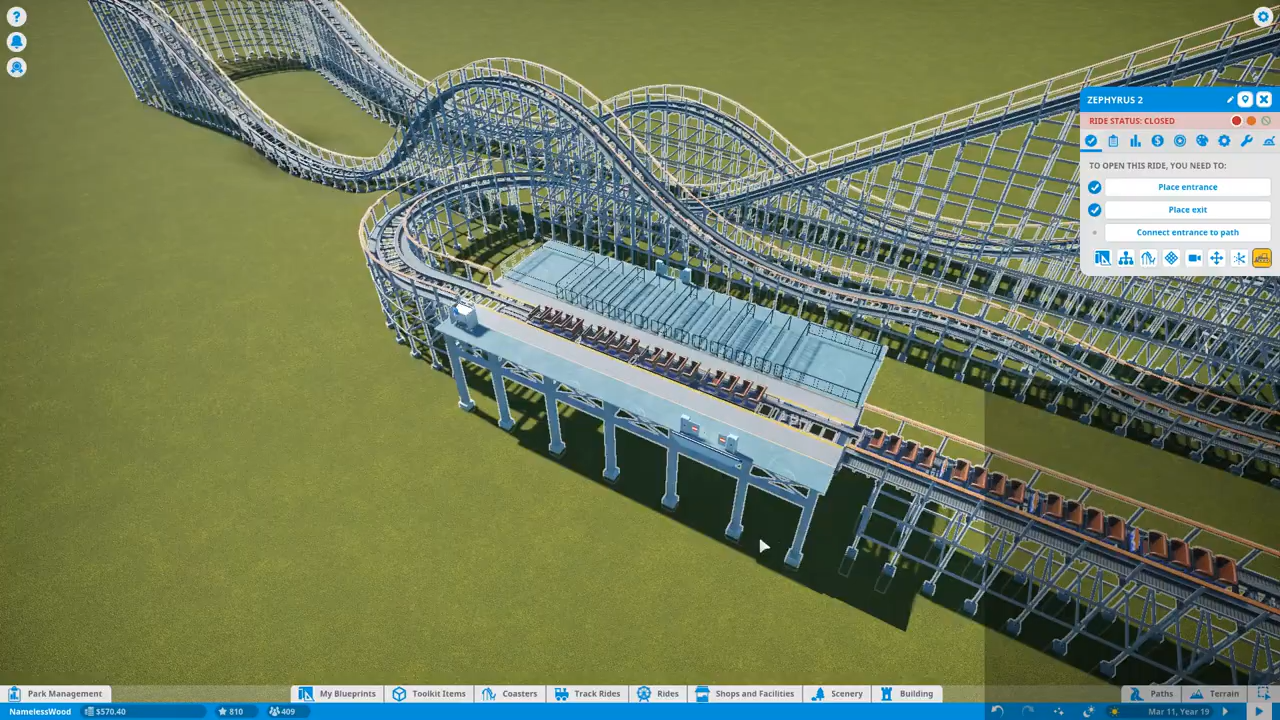 ZEPHYRUS 2
RIDE STATUS: CLOSED
TO OPEN THIS RIDE, YOU NEED TO:
Place entrance
Place exit
Connect entrance to path
Park Management
My Blueprints
Toolkit Items
Coasters
Track Rides
Rides
Shops and Facilities
Scenery
Building
Paths
Terrain
NamelessWood
$570.40
810
409
Mar 11, Year 19